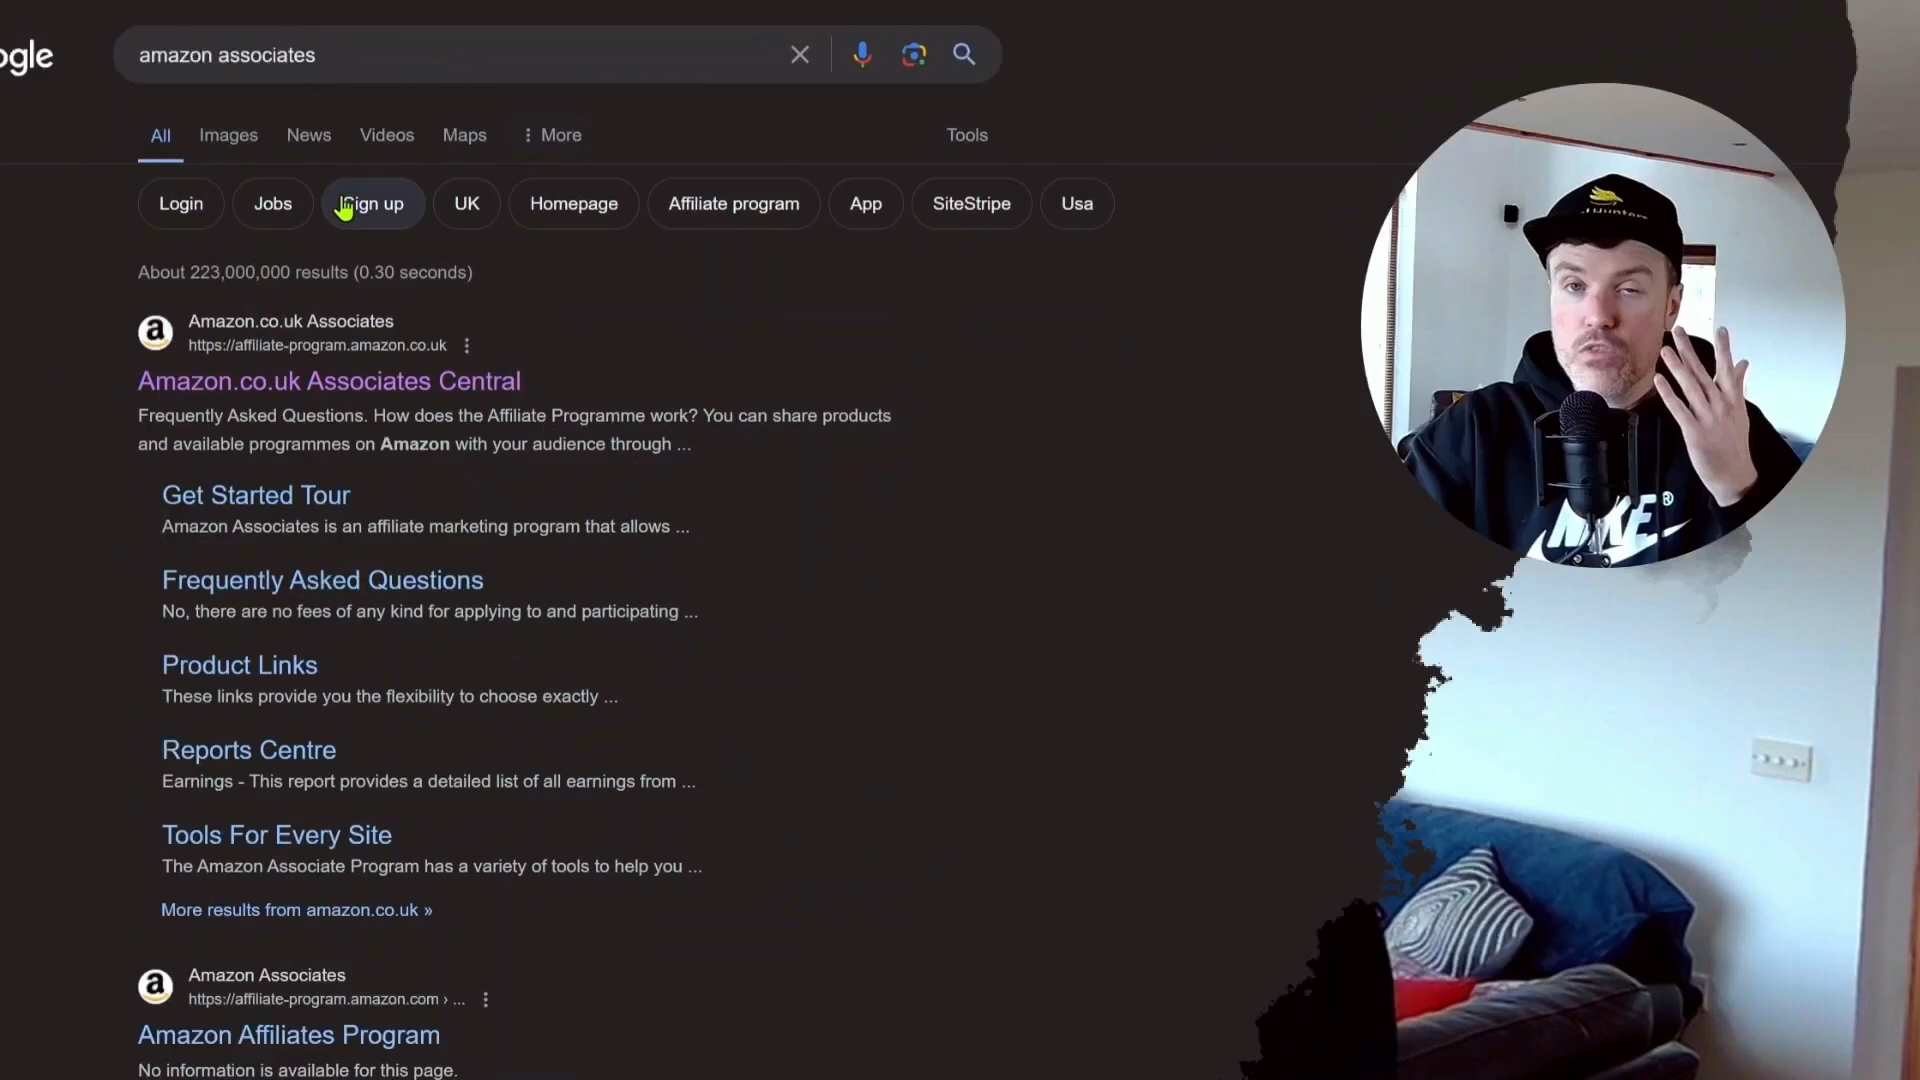 ogle
amazon associates
All Images News Videos Maps More Tools
Login Jobs Sign up UK Homepage Affiliate program App SiteStripe Usa
About 223,000,000 results (0.30 seconds)
Amazon.co.uk Associates
https://affiliate-program.amazon.co.uk
Amazon.co.uk Associates Central
Frequently Asked Questions. How does the Affiliate Programme work? You can share products
and available programmes on Amazon with your audience through ...
Get Started Tour
Amazon Associates is an affiliate marketing program that allows ...
Frequently Asked Questions
No, there are no fees of any kind for applying to and participating ...
Product Links
These links provide you the flexibility to choose exactly ...
Reports Centre
Earnings - This report provides a detailed list of all earnings from ...
Tools For Every Site
The Amazon Associate Program has a variety of tools to help you ...
More results from amazon.co.uk »
Amazon Associates
https://affiliate-program.amazon.com › ...
Amazon Affiliates Program
No information is available for this page.
NIKE ®